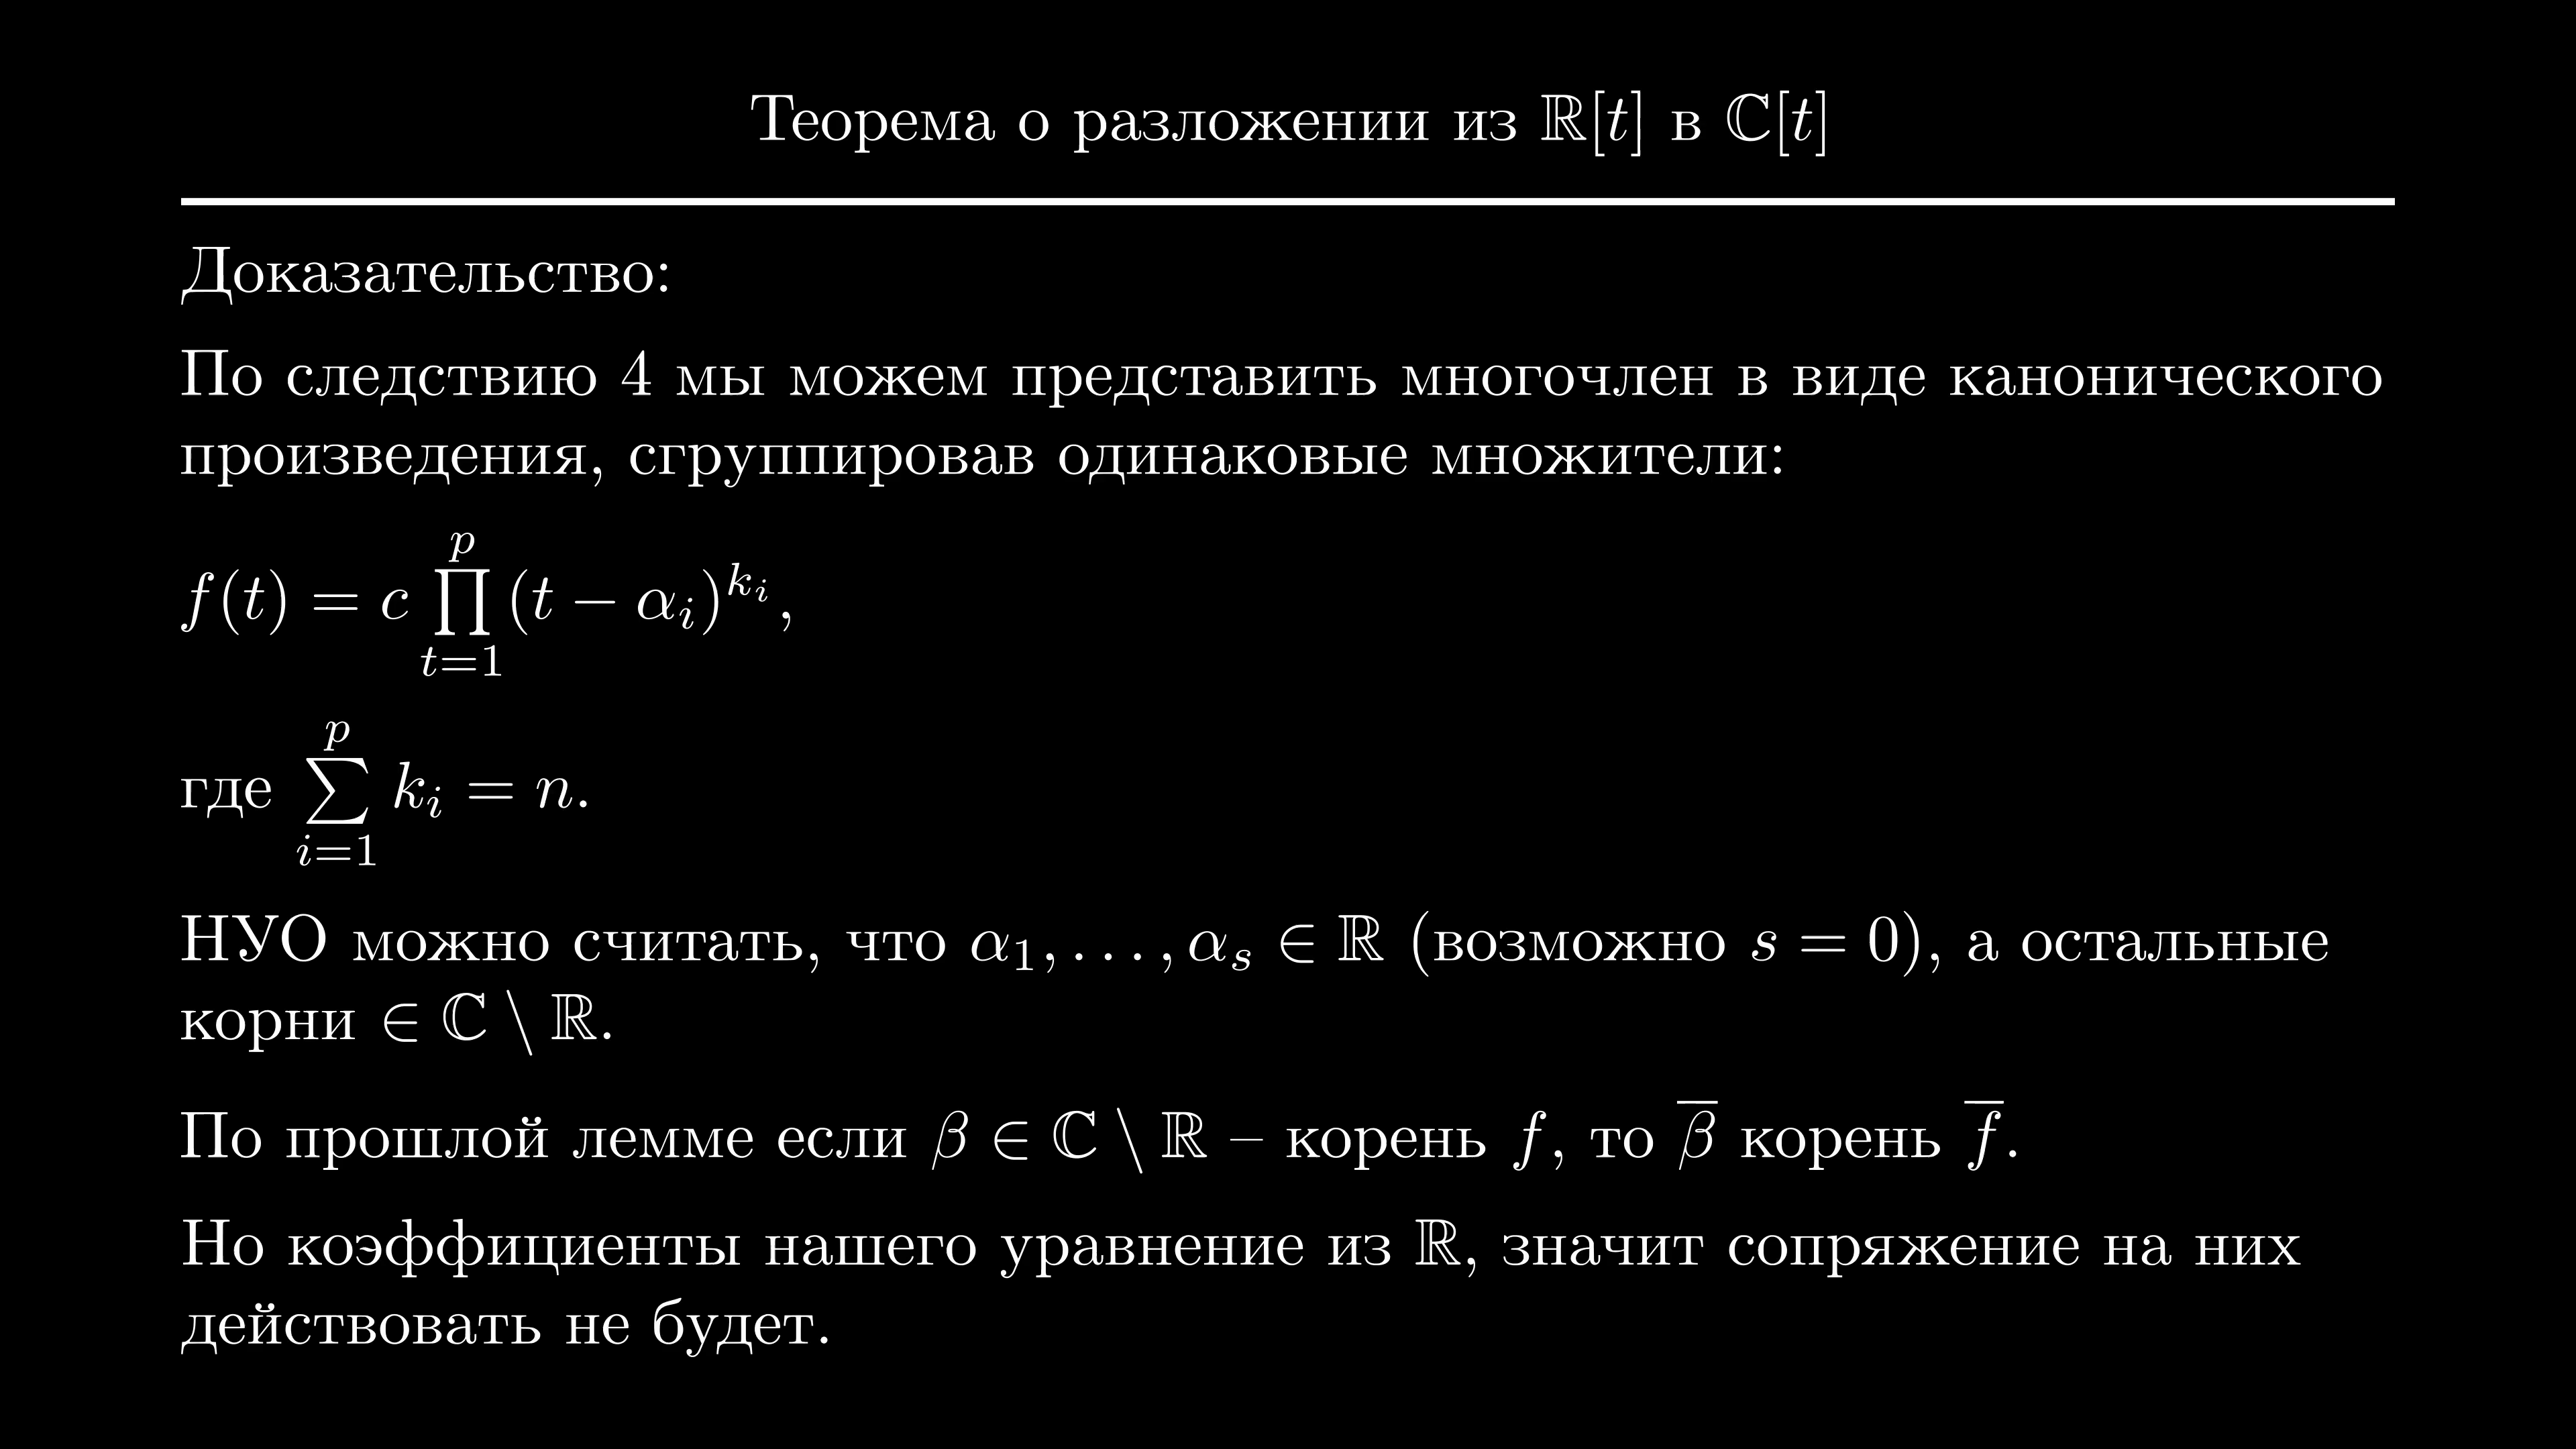 Теорема о разложении из ℝ[t] в ℂ[t]
Доказательство:
По следствию 4 мы можем представить многочлен в виде канонического
произведения, сгруппировав одинаковые множители:
f(t) = c ∏_{t=1}^{p} (t − α_i)^{k_i},
где ∑_{i=1}^{p} k_i = n.
НУО можно считать, что α_1, . . . , α_s ∈ ℝ (возможно s = 0), а остальные
корни ∈ ℂ \ ℝ.
По прошлой лемме если β ∈ ℂ \ ℝ – корень f, то β̅ корень f̅.
Но коэффициенты нашего уравнение из ℝ, значит сопряжение на них
действовать не будет.